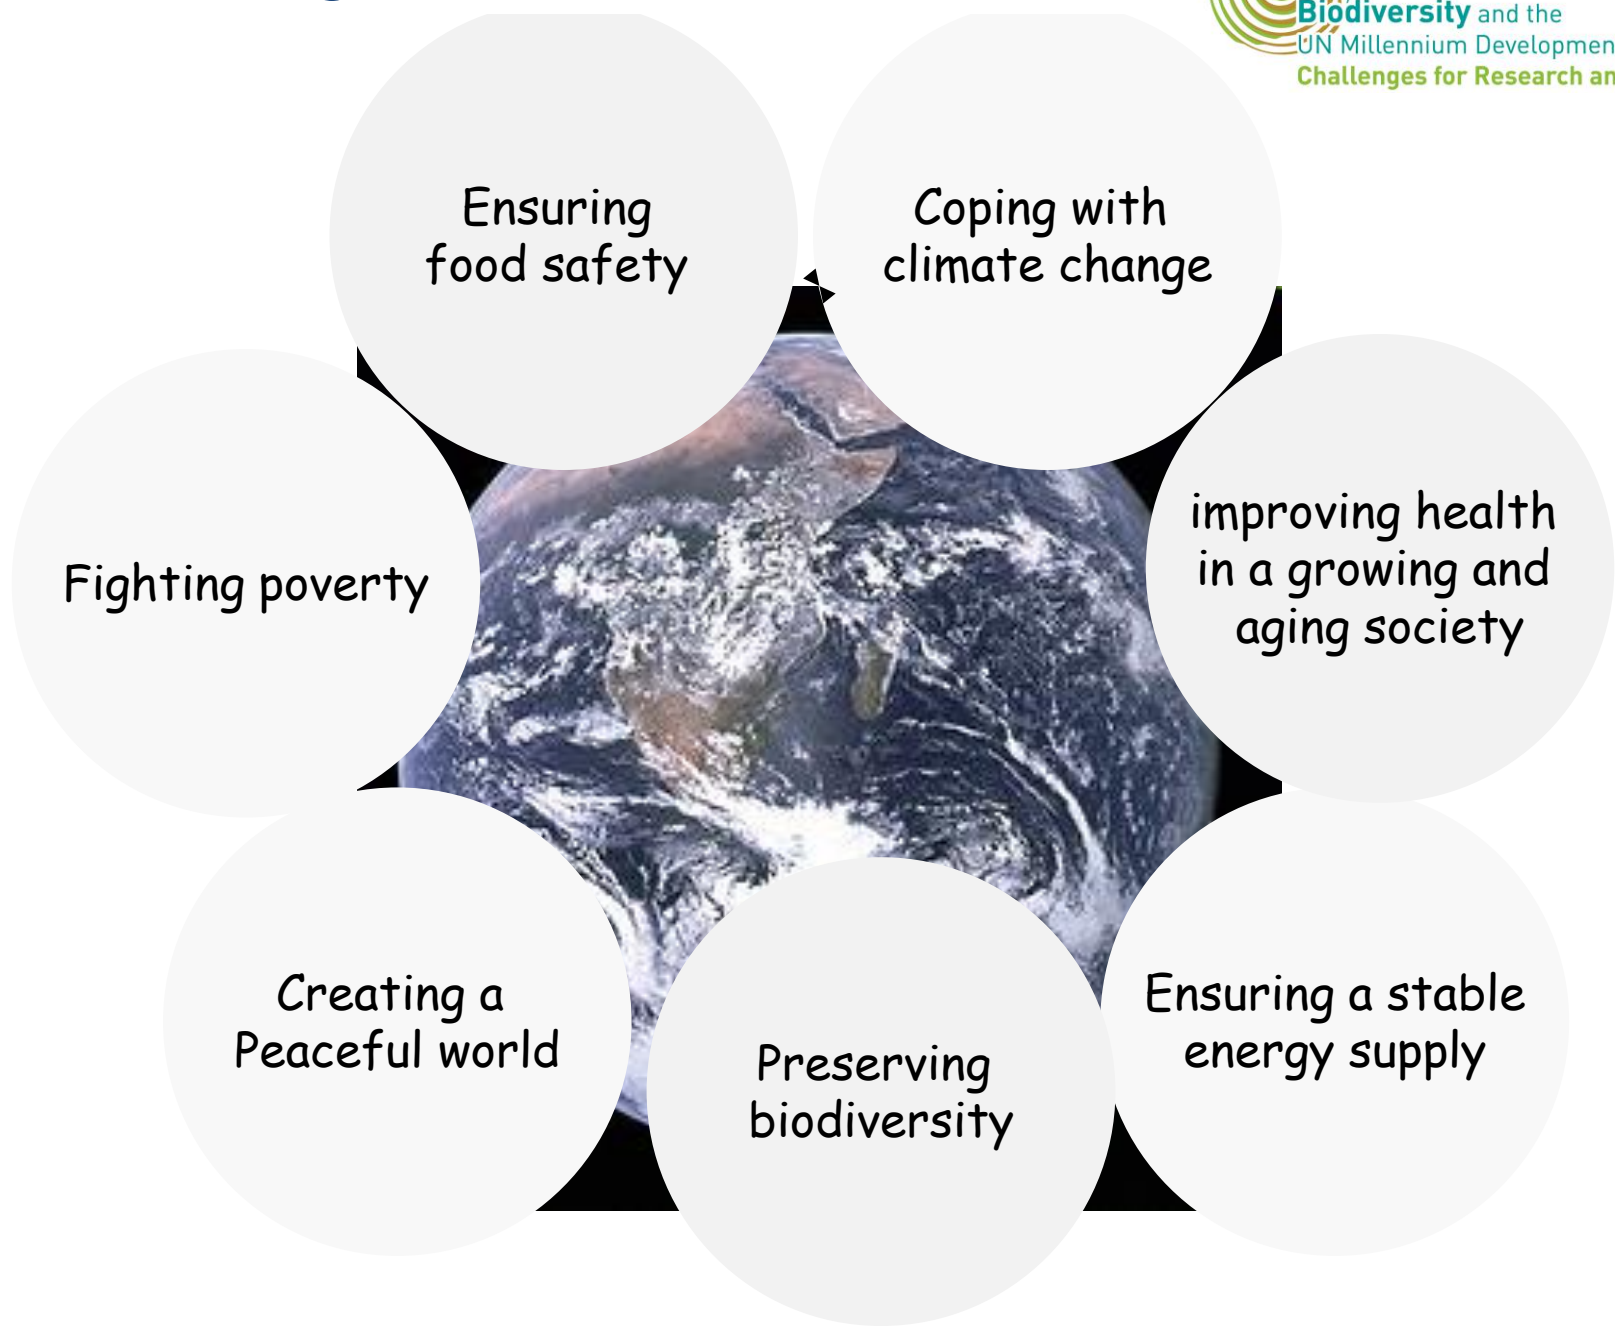 Biodiversity and the
UN Millennium Developmen
Challenges for Research an
Ensuring
food safety
Coping with
climate change
improving health
in a growing and
aging society
Fighting poverty
Creating a
Peaceful world
Preserving
biodiversity
Ensuring a stable
energy supply